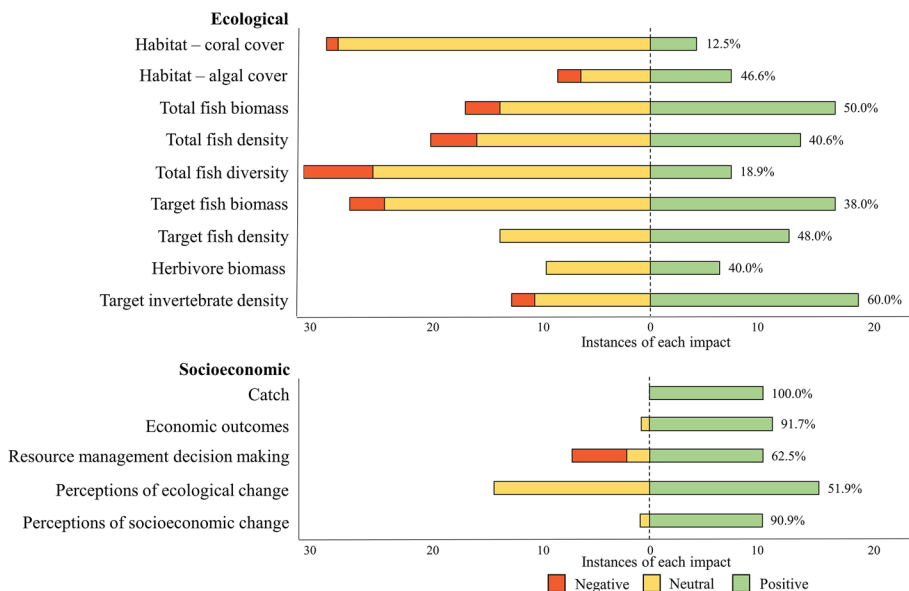 Ecological
Habitat – coral cover 12.5%
Habitat – algal cover 46.6%
Total fish biomass 50.0%
Total fish density 40.6%
Total fish diversity 18.9%
Target fish biomass 38.0%
Target fish density 48.0%
Herbivore biomass 40.0%
Target invertebrate density 60.0%
30 20 10 0 10 20
Instances of each impact
Socioeconomic
Catch 100.0%
Economic outcomes 91.7%
Resource management decision making 62.5%
Perceptions of ecological change 51.9%
Perceptions of socioeconomic change 90.9%
30 20 10 0 10 20
Instances of each impact
Negative Neutral Positive